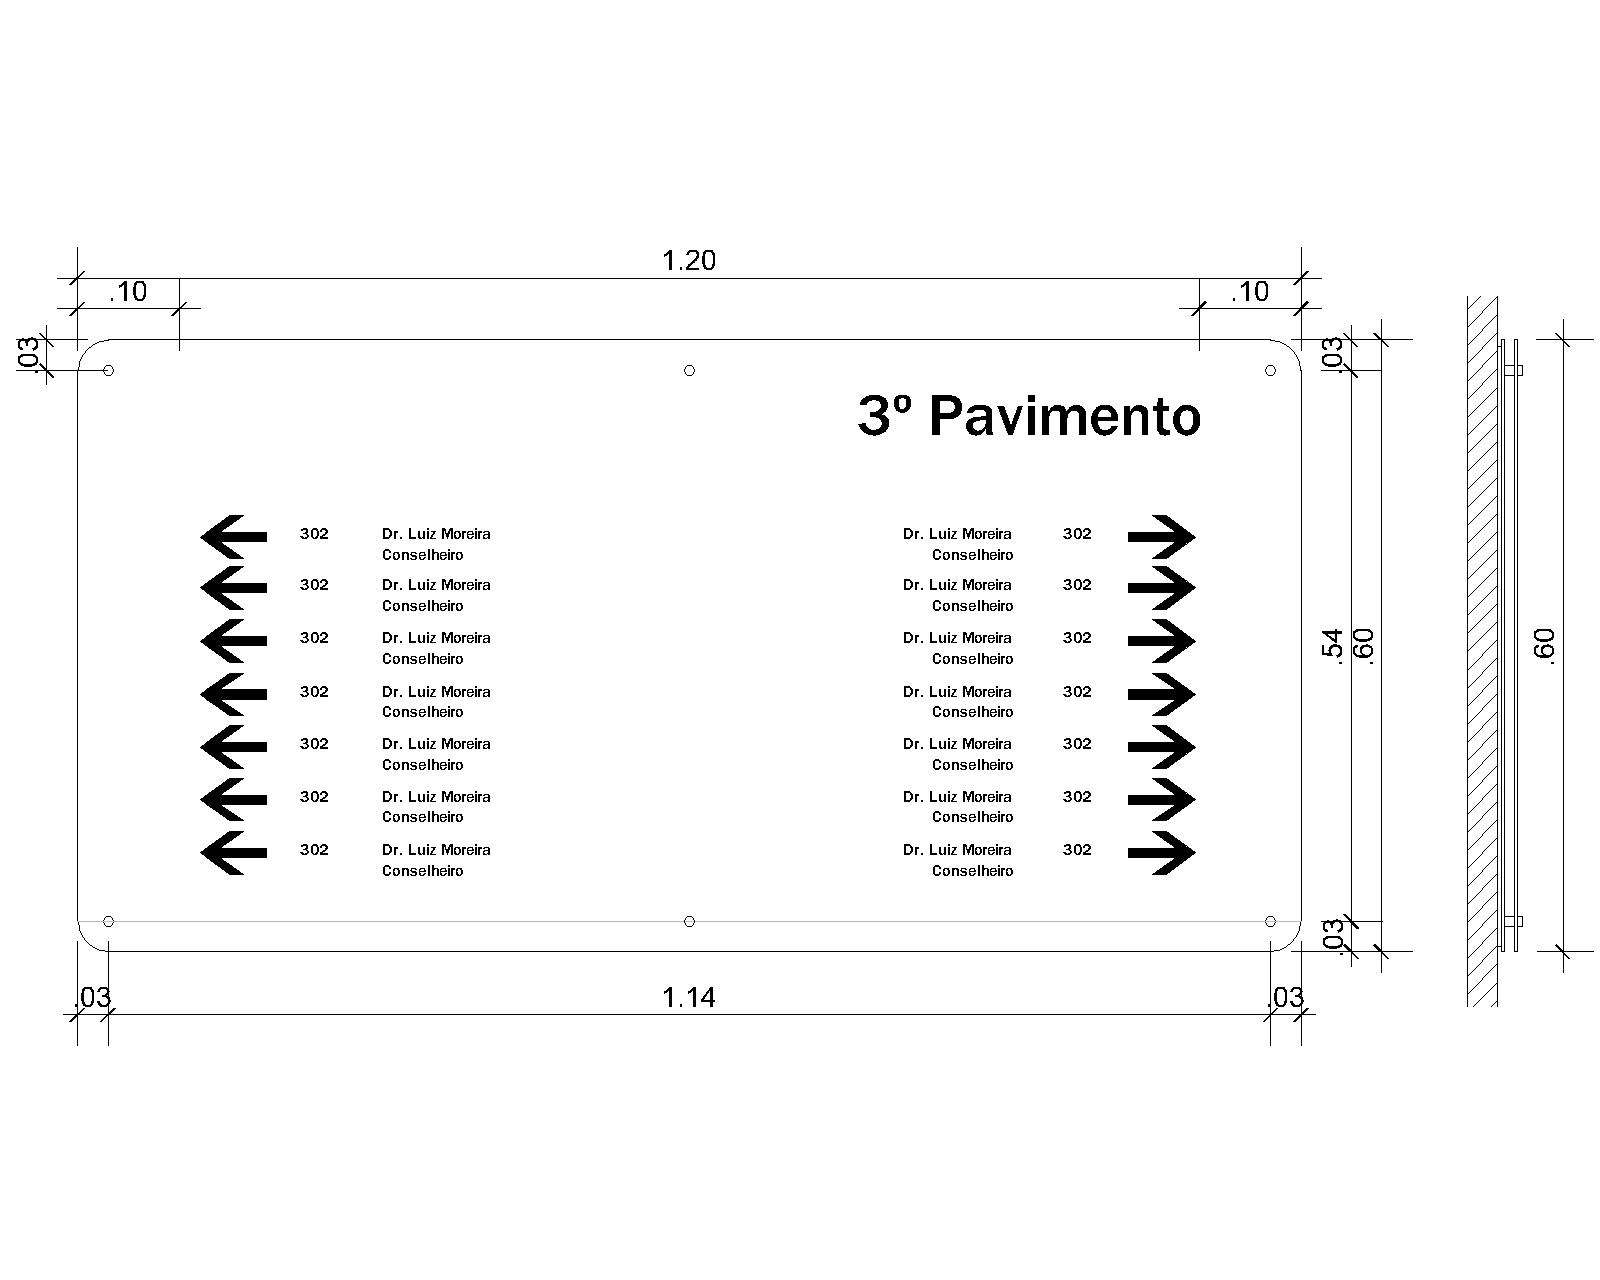 1.20
.10 .10
.03 .03
3º Pavimento
302 Dr. Luiz Moreira Dr. Luiz Moreira 302
Conselheiro Conselheiro
302 Dr. Luiz Moreira Dr. Luiz Moreira 302
Conselheiro Conselheiro
302 Dr. Luiz Moreira Dr. Luiz Moreira 302
Conselheiro Conselheiro
.54 .60 .60
302 Dr. Luiz Moreira Dr. Luiz Moreira 302
Conselheiro Conselheiro
302 Dr. Luiz Moreira Dr. Luiz Moreira 302
Conselheiro Conselheiro
302 Dr. Luiz Moreira Dr. Luiz Moreira 302
Conselheiro Conselheiro
302 Dr. Luiz Moreira Dr. Luiz Moreira 302
Conselheiro Conselheiro
.03
.03 1.14 .03